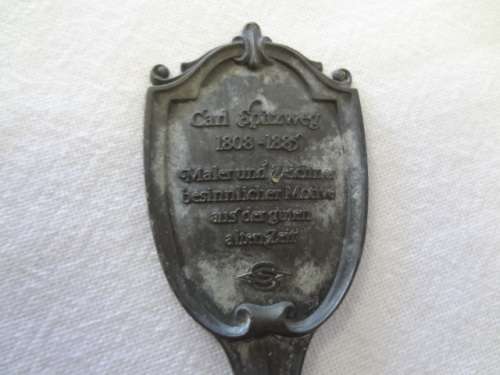 Carl Spitzweg
1808-1885
Maler und Zeichner
besinnlicher Motive
aus der guten
alten Zeit
S